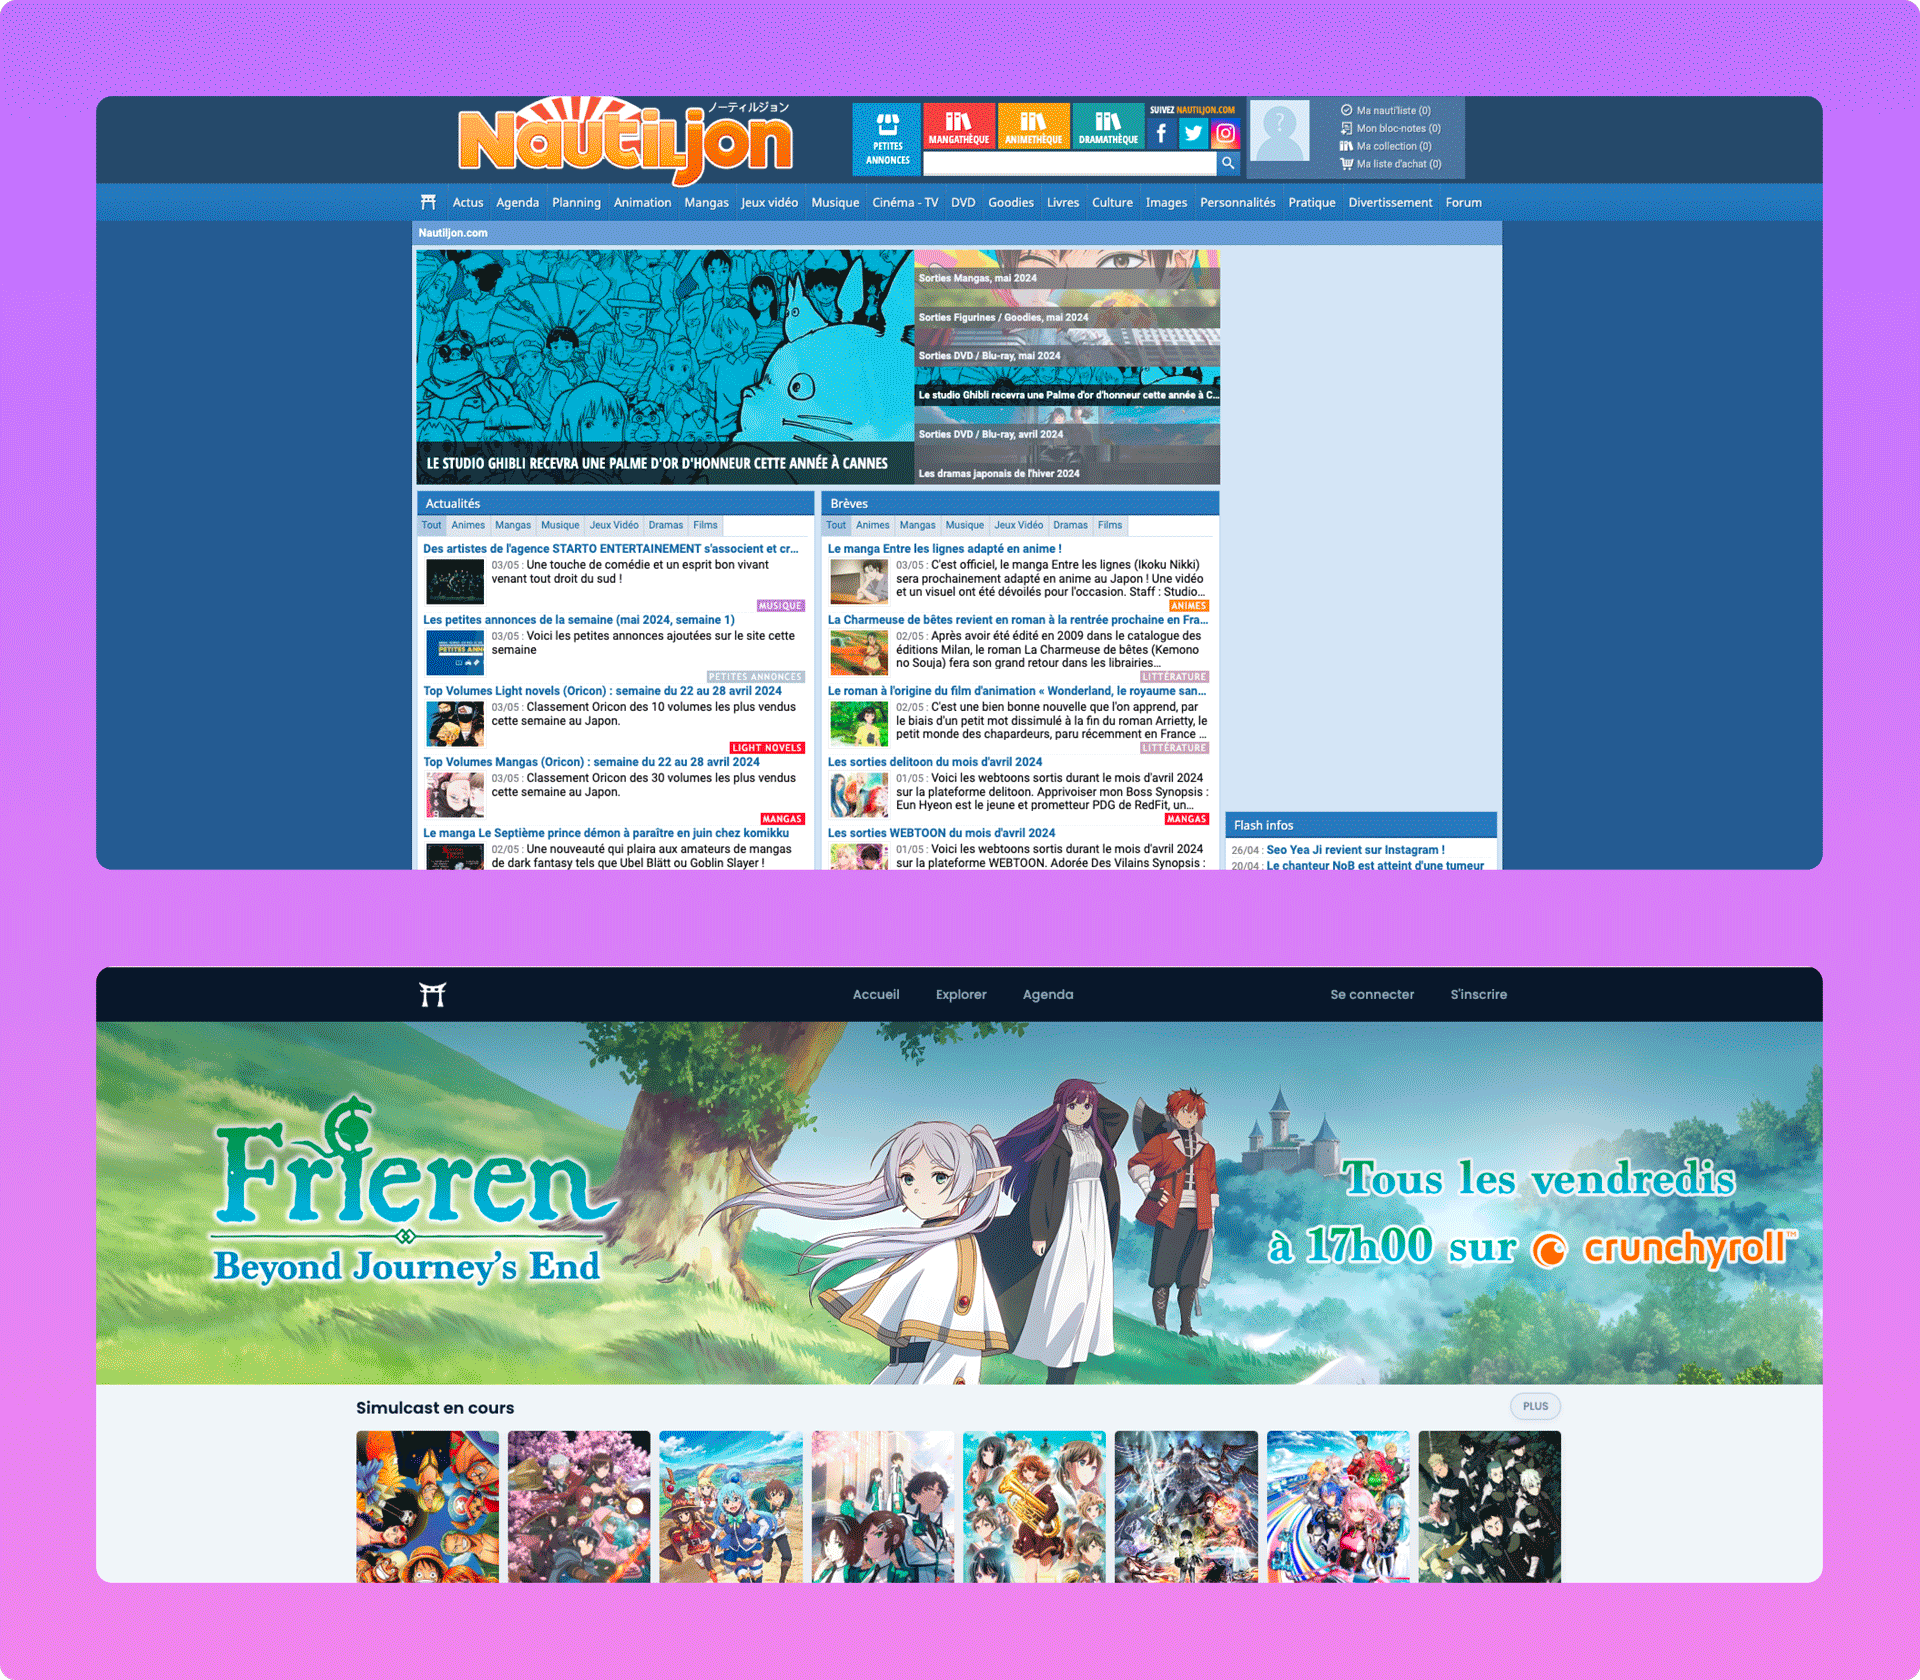 Nautiljon
ノーティルジョン
PETITES
ANNONCES
MANGATHÈQUE
ANIMETHÈQUE
DRAMATHÈQUE
SUIVEZ NAUTILJON.COM
?
Ma nauti'liste (0)
Mon bloc-notes (0)
Ma collection (0)
Ma liste d'achat (0)
Actus Agenda Planning Animation Mangas Jeux vidéo Musique Cinéma - TV DVD Goodies Livres Culture Images Personnalités Pratique Divertissement Forum
Nautiljon.com
LE STUDIO GHIBLI RECEVRA UNE PALME D'OR D'HONNEUR CETTE ANNÉE À CANNES
Sorties Mangas, mai 2024
Sorties Figurines / Goodies, mai 2024
Sorties DVD / Blu-ray, mai 2024
Le studio Ghibli recevra une Palme d'or d'honneur cette année à C...
Sorties DVD / Blu-ray, avril 2024
Les dramas japonais de l'hiver 2024
Actualités
Tout Animes Mangas Musique Jeux Vidéo Dramas Films
Des artistes de l'agence STARTO ENTERTAINEMENT s'associent et cr...
03/05 : Une touche de comédie et un esprit bon vivant
venant tout droit du sud !
MUSIQUE
Les petites annonces de la semaine (mai 2024, semaine 1)
03/05 : Voici les petites annonces ajoutées sur le site cette
semaine
PETITES ANNONCES
Top Volumes Light novels (Oricon) : semaine du 22 au 28 avril 2024
03/05 : Classement Oricon des 10 volumes les plus vendus
cette semaine au Japon.
LIGHT NOVELS
Top Volumes Mangas (Oricon) : semaine du 22 au 28 avril 2024
03/05 : Classement Oricon des 30 volumes les plus vendus
cette semaine au Japon.
MANGAS
Le manga Le Septième prince démon à paraître en juin chez komikku
02/05 : Une nouveauté qui plaira aux amateurs de mangas
de dark fantasy tels que Ubel Blätt ou Goblin Slayer !
Brèves
Tout Animes Mangas Musique Jeux Vidéo Dramas Films
Le manga Entre les lignes adapté en anime !
03/05 : C'est officiel, le manga Entre les lignes (Ikoku Nikki)
sera prochainement adapté en anime au Japon ! Une vidéo
et un visuel ont été dévoilés pour l'occasion. Staff : Studio...
ANIMES
La Charmeuse de bêtes revient en roman à la rentrée prochaine en Fra...
02/05 : Après avoir été édité en 2009 dans le catalogue des
éditions Milan, le roman La Charmeuse de bêtes (Kemono
no Souja) fera son grand retour dans les librairies...
LITTÉRATURE
Le roman à l'origine du film d'animation « Wonderland, le royaume san...
02/05 : C'est une bien bonne nouvelle que l'on apprend, par
le biais d'un petit mot dissimulé à la fin du roman Arrietty, le
petit monde des chapardeurs, paru récemment en France ...
LITTÉRATURE
Les sorties delitoon du mois d'avril 2024
01/05 : Voici les webtoons sortis durant le mois d'avril 2024
sur la plateforme delitoon. Apprivoiser mon Boss Synopsis :
Eun Hyeon est le jeune et prometteur PDG de RedFit, un...
MANGAS
Les sorties WEBTOON du mois d'avril 2024
01/05 : Voici les webtoons sortis durant le mois d'avril 2024
sur la plateforme WEBTOON. Adorée Des Vilains Synopsis :
Flash infos
26/04 : Seo Yea Ji revient sur Instagram !
20/04 : Le chanteur NoB est atteint d'une tumeur
Accueil Explorer Agenda Se connecter S'inscrire
Frieren
Beyond Journey's End
Tous les vendredis
à 17h00 sur crunchyroll™
Simulcast en cours
PLUS